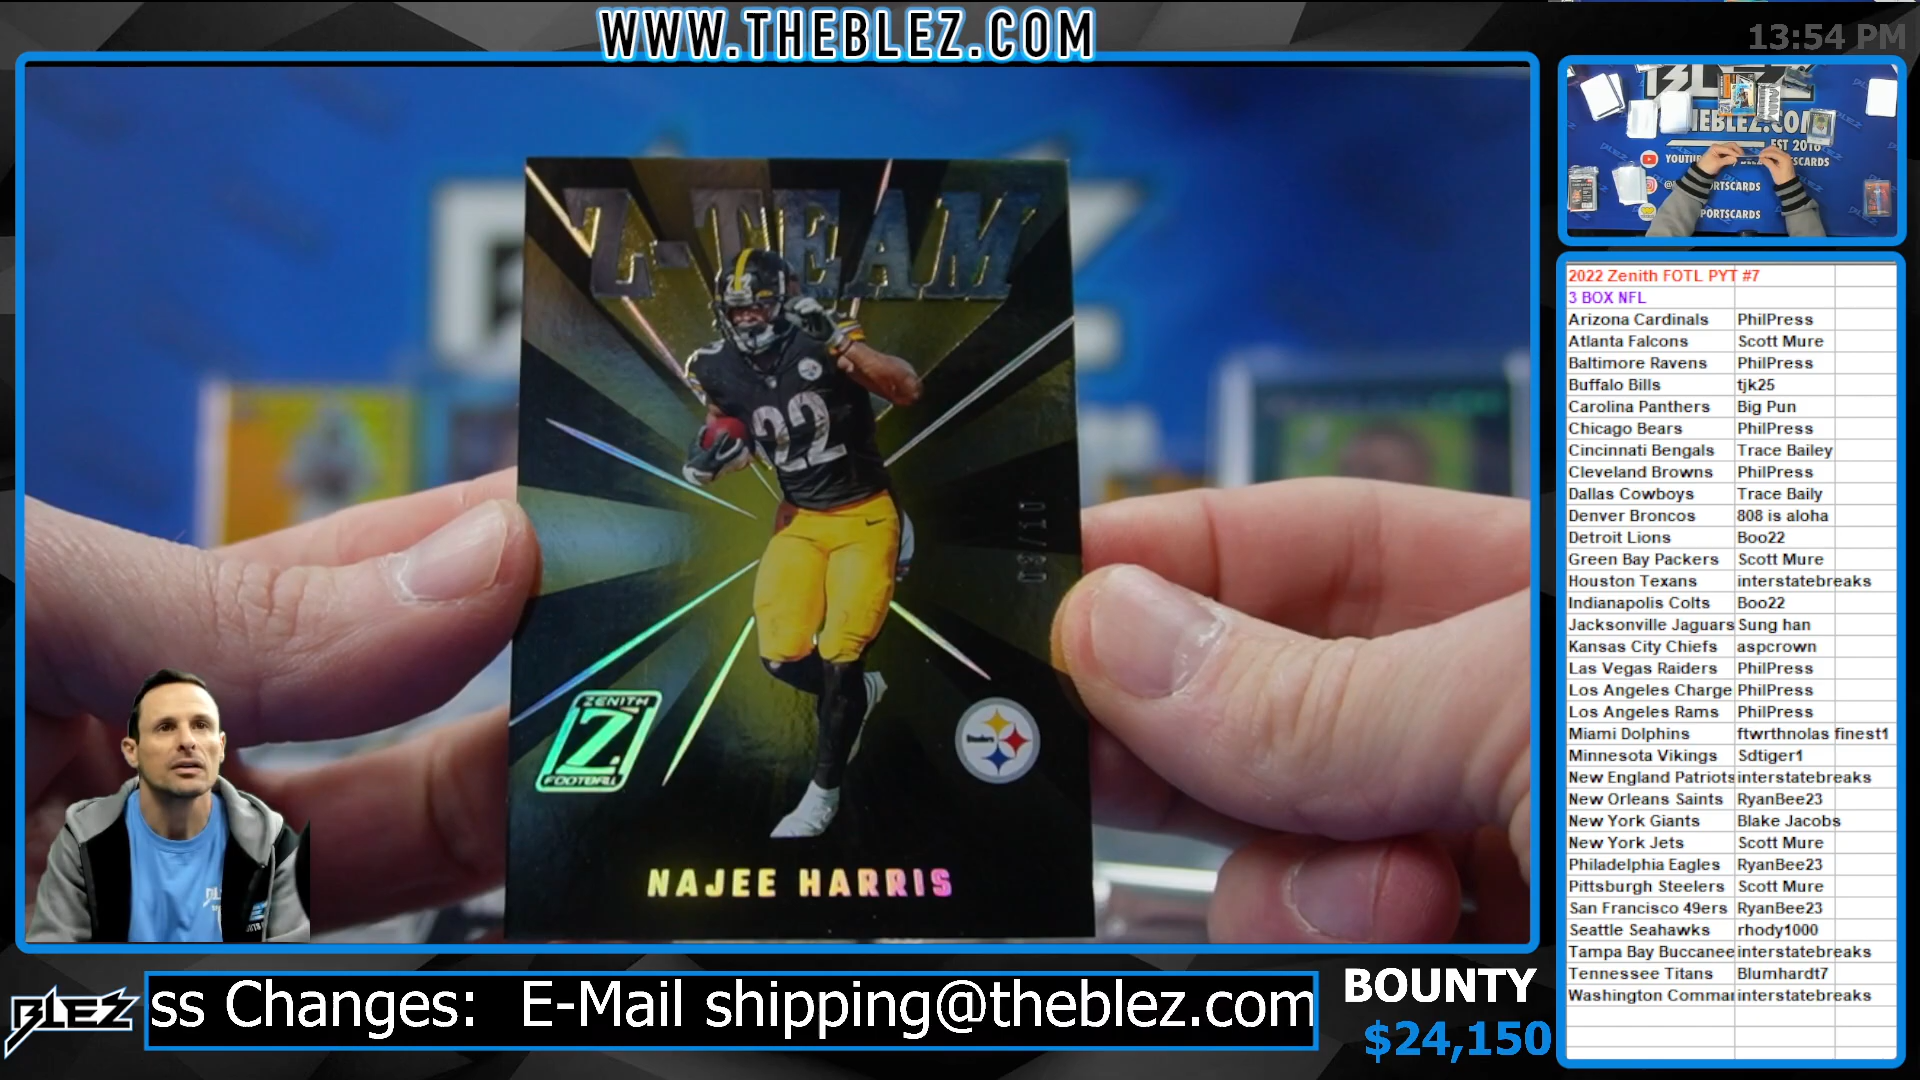 WWW.THEBLEZ.COM
13:54 PM
Z-TEAM
22
03/10
ZENITH
Z
FOOTBALL
Steelers
NAJEE HARRIS
THEBLEZ.COM
EST 2016
SPORTSCARDS
2022 Zenith FOTL PYT #7
3 BOX NFL
Arizona Cardinals PhilPress
Atlanta Falcons Scott Mure
Baltimore Ravens PhilPress
Buffalo Bills tjk25
Carolina Panthers Big Pun
Chicago Bears PhilPress
Cincinnati Bengals Trace Bailey
Cleveland Browns PhilPress
Dallas Cowboys Trace Baily
Denver Broncos 808 is aloha
Detroit Lions Boo22
Green Bay Packers Scott Mure
Houston Texans interstatebreaks
Indianapolis Colts Boo22
Jacksonville Jaguars Sung han
Kansas City Chiefs aspcrown
Las Vegas Raiders PhilPress
Los Angeles Charge PhilPress
Los Angeles Rams PhilPress
Miami Dolphins ftwrthnolas finest1
Minnesota Vikings Sdtiger1
New England Patriots interstatebreaks
New Orleans Saints RyanBee23
New York Giants Blake Jacobs
New York Jets Scott Mure
Philadelphia Eagles RyanBee23
Pittsburgh Steelers Scott Mure
San Francisco 49ers RyanBee23
Seattle Seahawks rhody1000
Tampa Bay Buccanee interstatebreaks
Tennessee Titans Blumhardt7
Washington Comma interstatebreaks
BLEZ
ss Changes: E-Mail shipping@theblez.com
BOUNTY
$24,150